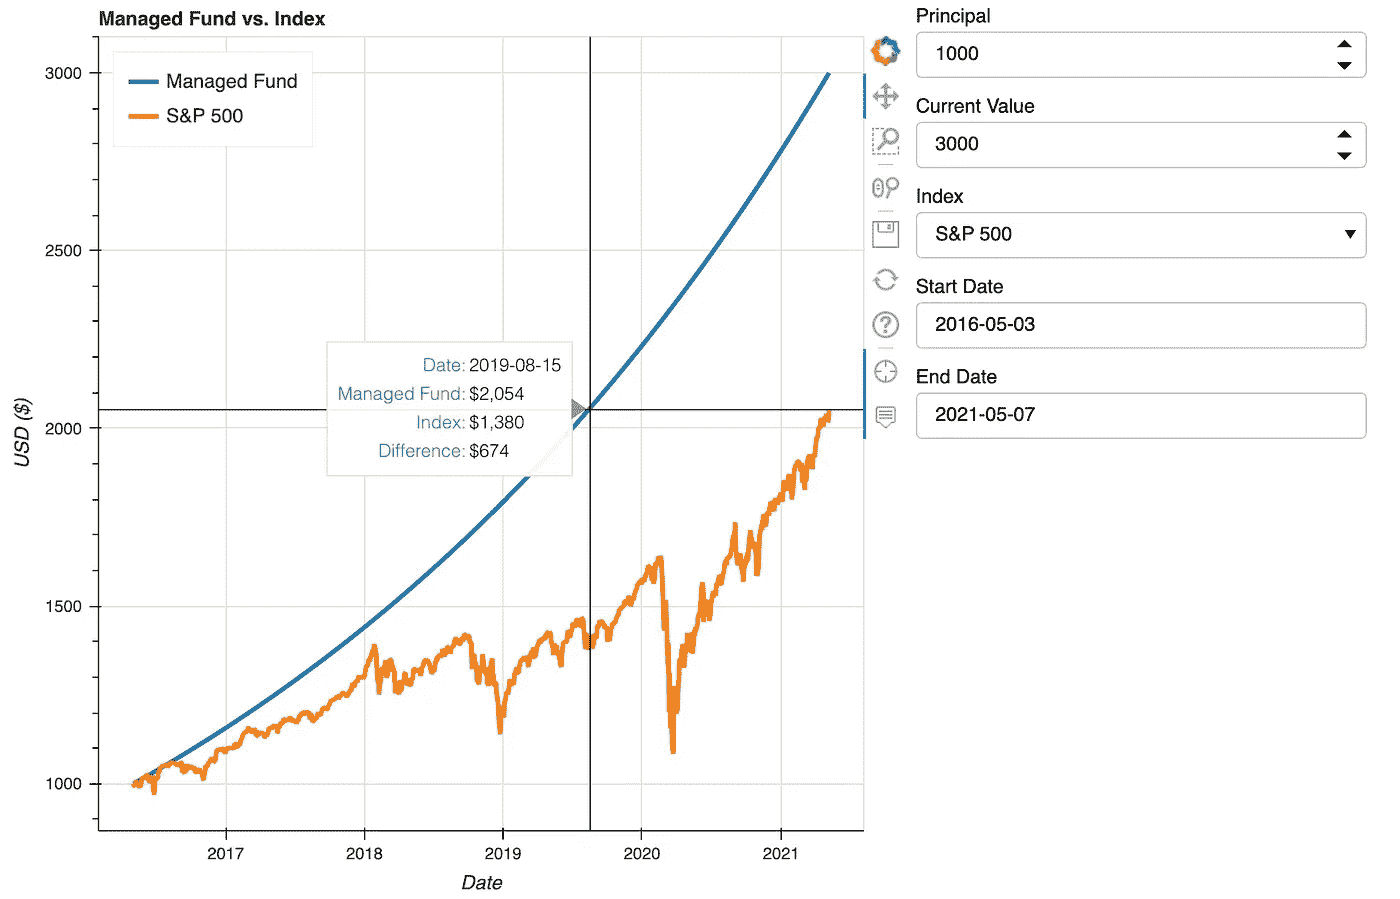 Managed Fund vs. Index
Managed Fund
S&P 500
3000
2500
2000
1500
1000
USD ($)
Date: 2019-08-15
Managed Fund: $2,054
Index: $1,380
Difference: $674
2017
2018
2019
2020
2021
Date
Principal
1000
Current Value
3000
Index
S&P 500
Start Date
2016-05-03
End Date
2021-05-07